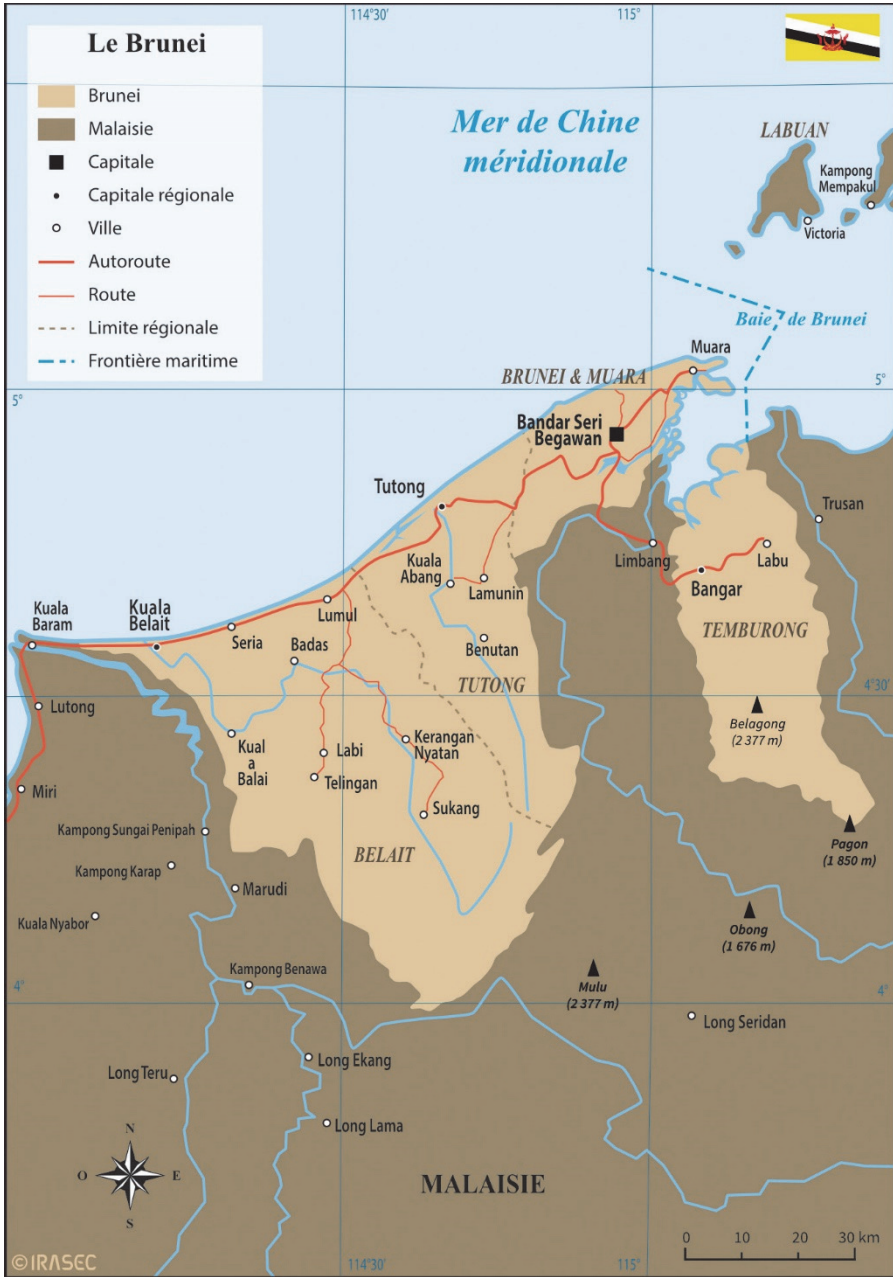 Le Brunei
Brunei
Malaisie
Capitale
Capitale régionale
Ville
Autoroute
Route
Limite régionale
Frontière maritime
114°30'
115°
Mer de Chine
méridionale
LABUAN
Kampong
Mempakul
Victoria
Baie de Brunei
Muara
BRUNEI & MUARA
5°
5°
Bandar Seri
Begawan
Tutong
Trusan
Kuala
Abang
Lamunin
Limbang
Labu
Bangar
Kuala
Baram
Kuala
Belait
Lumul
Seria
Badas
Benutan
TEMBURONG
TUTONG
4°30'
Lutong
Belagong
(2 377 m)
Kual
a
Balai
Labi
Kerangan
Nyatan
Telingan
Miri
Sukang
Kampong Sungai Penipah
Pagon
(1 850 m)
BELAIT
Kampong Karap
Marudi
Kuala Nyabor
Obong
(1 676 m)
Kampong Benawa
Mulu
(2 377 m)
4°
4°
Long Seridan
Long Ekang
Long Teru
Long Lama
N
O
E
S
MALAISIE
0
10
20
30 km
©IRASEC
114°30'
115°